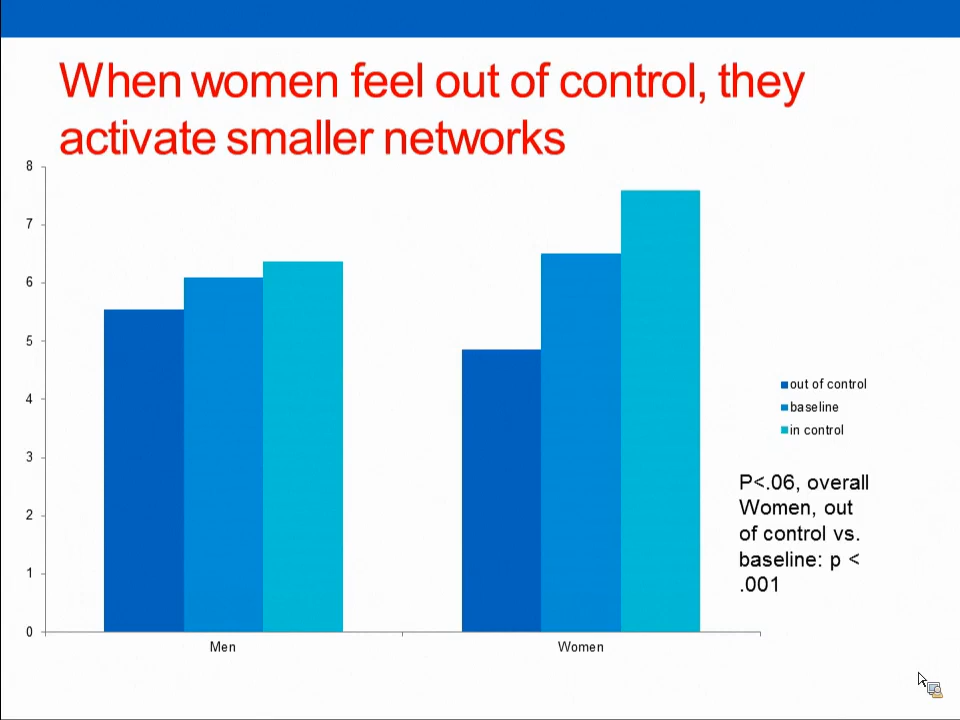 When women feel out of control, they
activate smaller networks
8
7
6
5
4
3
2
1
0
Men
Women
out of control
baseline
in control
P<.06, overall
Women, out
of control vs.
baseline: p <
.001